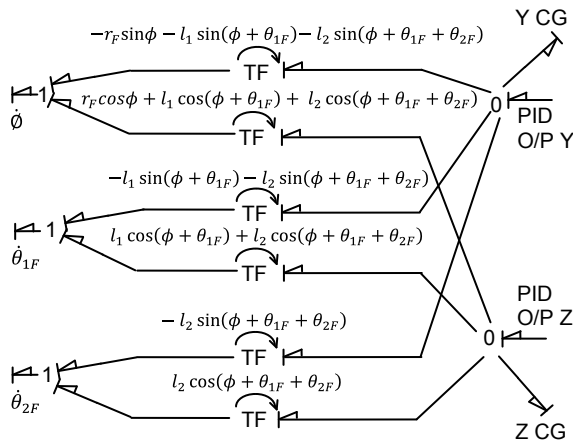 −r_F sinϕ − l_1 sin(ϕ + θ_1F) − l_2 sin(ϕ + θ_1F + θ_2F)
Y CG
TF
1
r_F cosϕ + l_1 cos(ϕ + θ_1F) + l_2 cos(ϕ + θ_1F + θ_2F)
0
PID
O/P Y
ϕ̇
TF
−l_1 sin(ϕ + θ_1F) − l_2 sin(ϕ + θ_1F + θ_2F)
TF
1
l_1 cos(ϕ + θ_1F) + l_2 cos(ϕ + θ_1F + θ_2F)
θ̇_1F
TF
PID
O/P Z
− l_2 sin(ϕ + θ_1F + θ_2F)
0
TF
1
l_2 cos(ϕ + θ_1F + θ_2F)
θ̇_2F
TF
Z CG